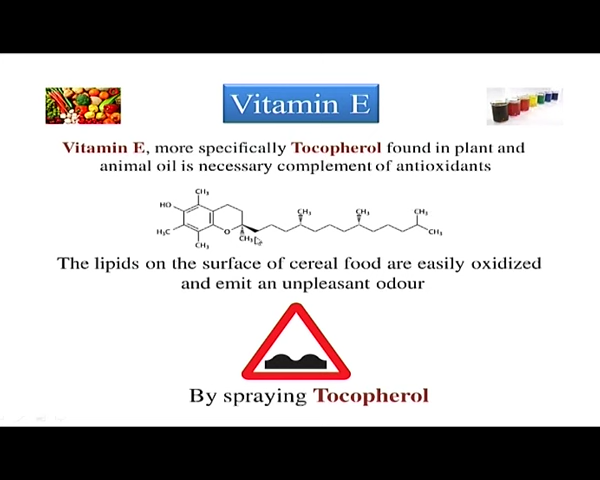 Vitamin E
Vitamin E, more specifically Tocopherol found in plant and
animal oil is necessary complement of antioxidants
CH3
HO
CH3
CH3
CH3
H3C
O
CH3
CH3
CH3
The lipids on the surface of cereal food are easily oxidized
and emit an unpleasant odour
By spraying Tocopherol